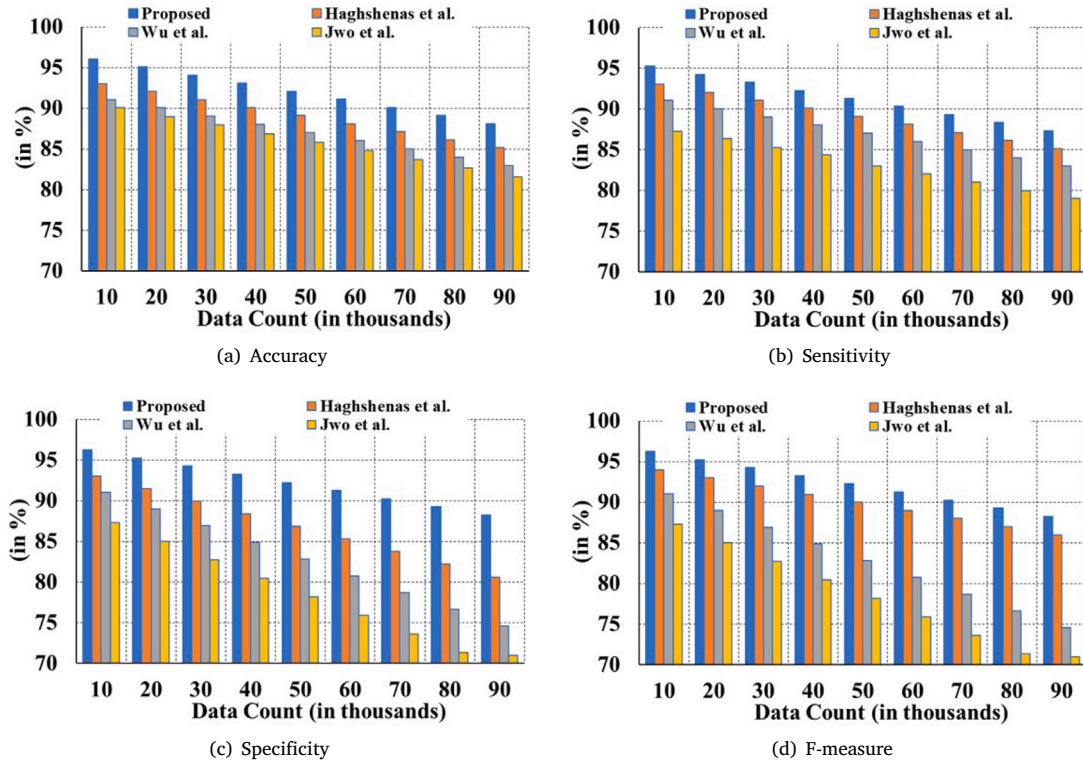 Proposed Haghshenas et al.
Wu et al. Jwo et al.
100
95
90
85
80
75
70
(in %)
10 20 30 40 50 60 70 80 90
Data Count (in thousands)
(a) Accuracy
Proposed Haghshenas et al.
Wu et al. Jwo et al.
100
95
90
85
80
75
70
(in %)
10 20 30 40 50 60 70 80 90
Data Count (in thousands)
(b) Sensitivity
Proposed Haghshenas et al.
Wu et al. Jwo et al.
100
95
90
85
80
75
70
(in %)
10 20 30 40 50 60 70 80 90
Data Count (in thousands)
(c) Specificity
Proposed Haghshenas et al.
Wu et al. Jwo et al.
100
95
90
85
80
75
70
(in %)
10 20 30 40 50 60 70 80 90
Data Count (in thousands)
(d) F-measure